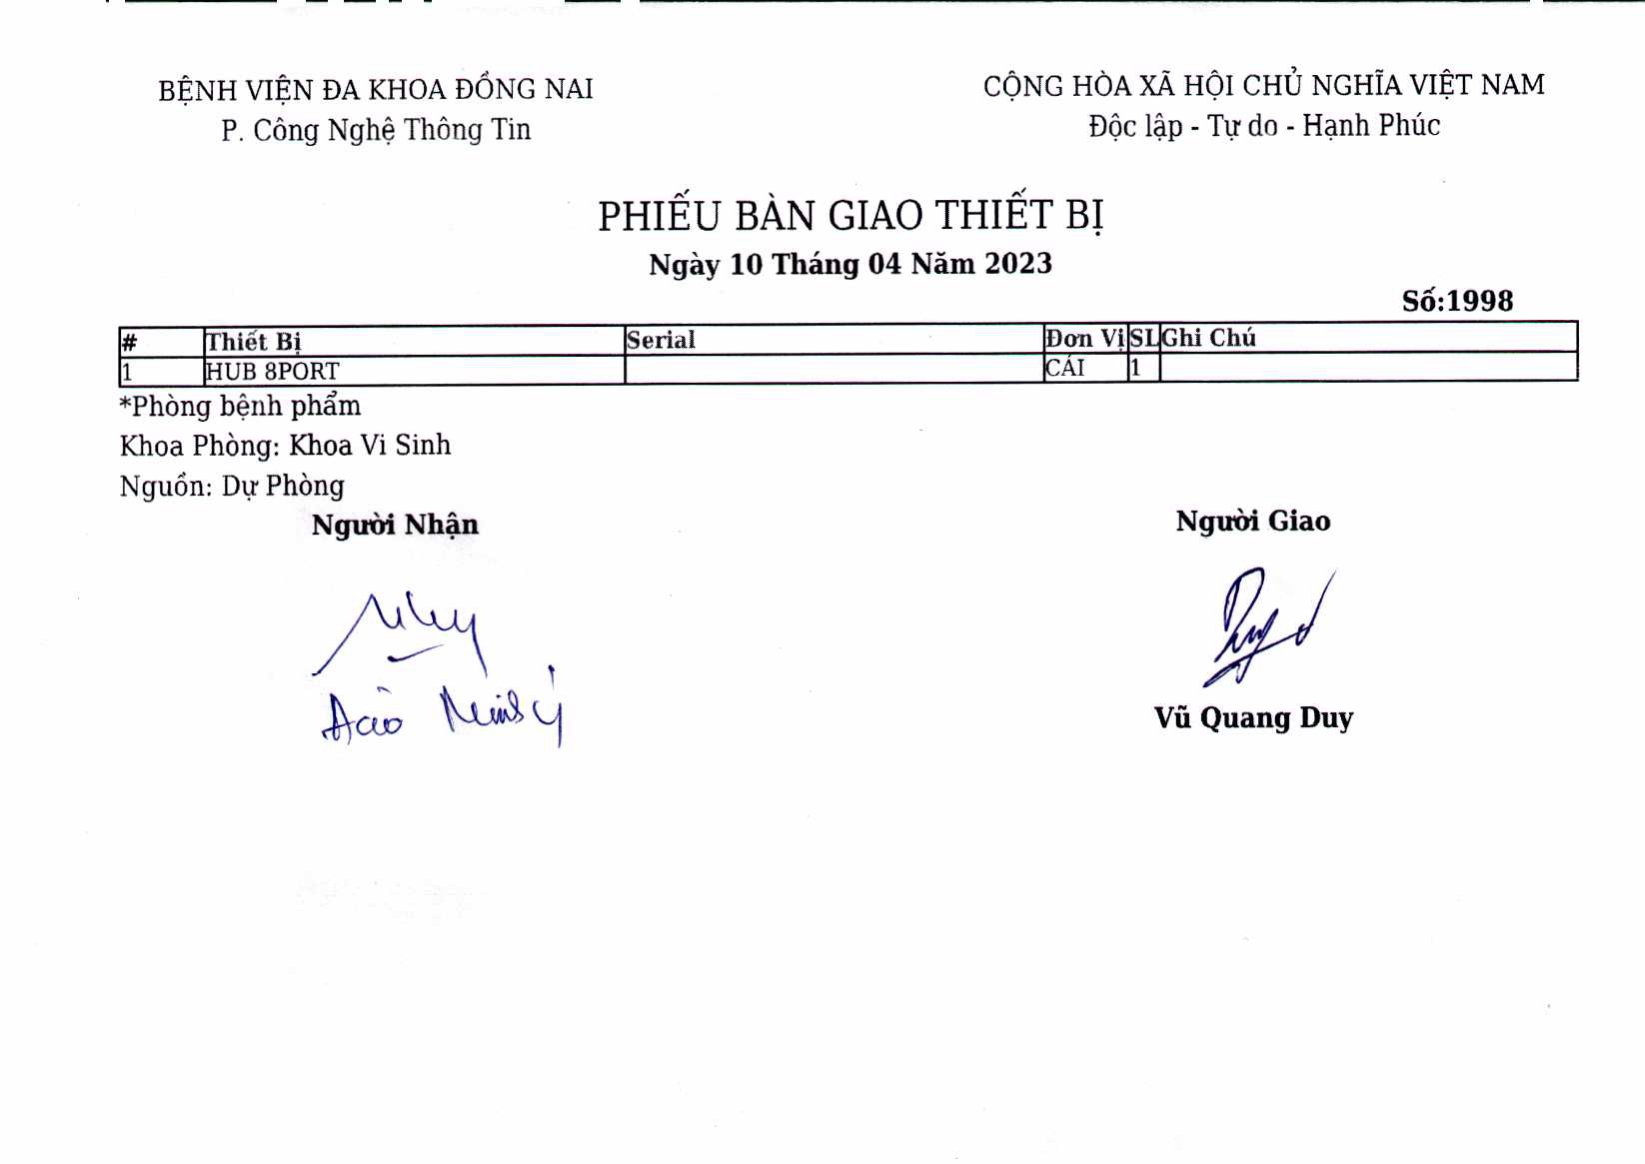 BỆNH VIỆN ĐA KHOA ĐỒNG NAI
P. Công Nghệ Thông Tin
CỘNG HÒA XÃ HỘI CHỦ NGHĨA VIỆT NAM
Độc lập - Tự do - Hạnh Phúc
PHIẾU BÀN GIAO THIẾT BỊ
Ngày 10 Tháng 04 Năm 2023
Số:1998
# Thiết Bị Serial Đơn Vị SL Ghi Chú
1 HUB 8PORT CÁI 1
*Phòng bệnh phẩm
Khoa Phòng: Khoa Vi Sinh
Nguồn: Dự Phòng
Người Nhận Người Giao
Đào Minh Ý
Vũ Quang Duy